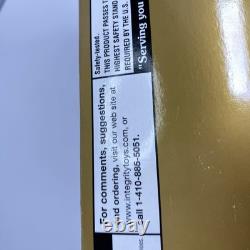 Safety-tested.
THIS PRODUCT PASSES T
HIGHEST SAFETY STAND
REQUIRED BY THE U.S.
"Serving you
For comments, suggestions,
and ordering, visit our web site at
www.integritytoys.com, or
call 1-410-885-5051.